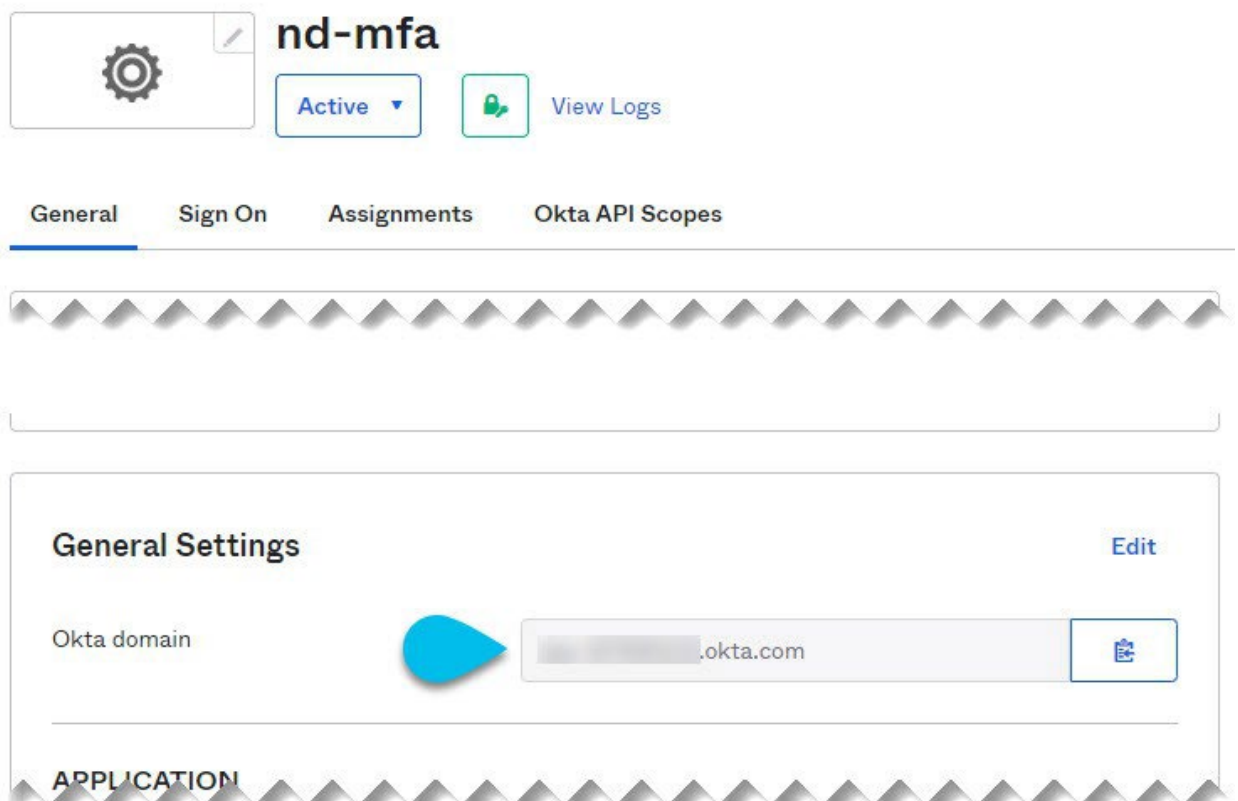 nd-mfa
Active
View Logs
General Sign On Assignments Okta API Scopes
General Settings Edit
Okta domain .okta.com
APPLICATION